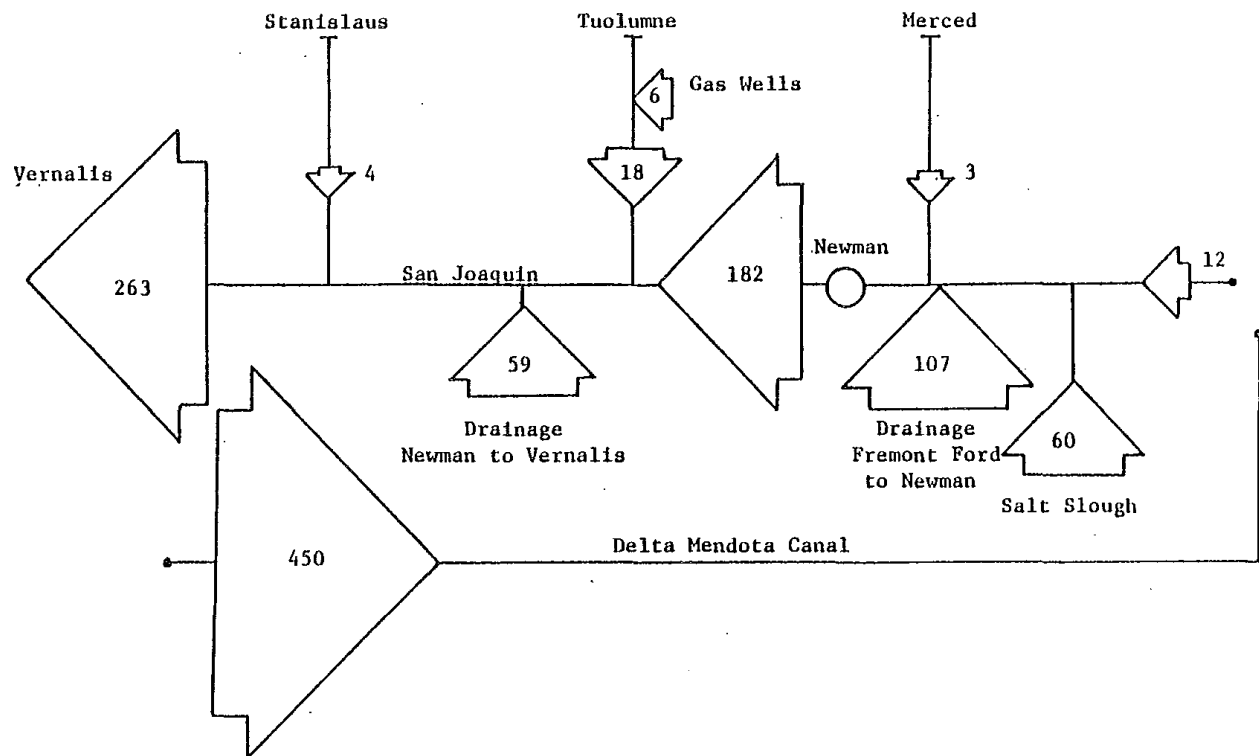 Stanislaus
Tuolumne
Merced
Gas Wells
6
Vernalis
4
18
3
Newman
12
263
San Joaquin
182
59
107
60
Drainage
Newman to Vernalis
Drainage
Fremont Ford
to Newman
Salt Slough
450
Delta Mendota Canal